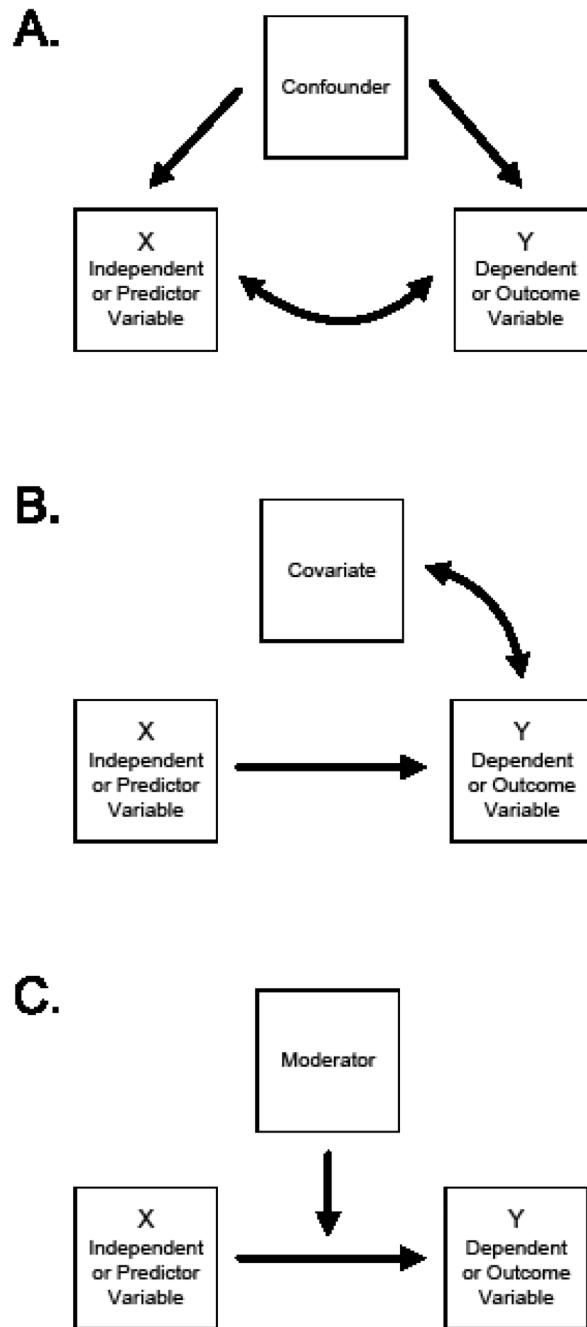 A.
Confounder
X
Independent
or Predictor
Variable
Y
Dependent
or Outcome
Variable
B.
Covariate
X
Independent
or Predictor
Variable
Y
Dependent
or Outcome
Variable
C.
Moderator
X
Independent
or Predictor
Variable
Y
Dependent
or Outcome
Variable